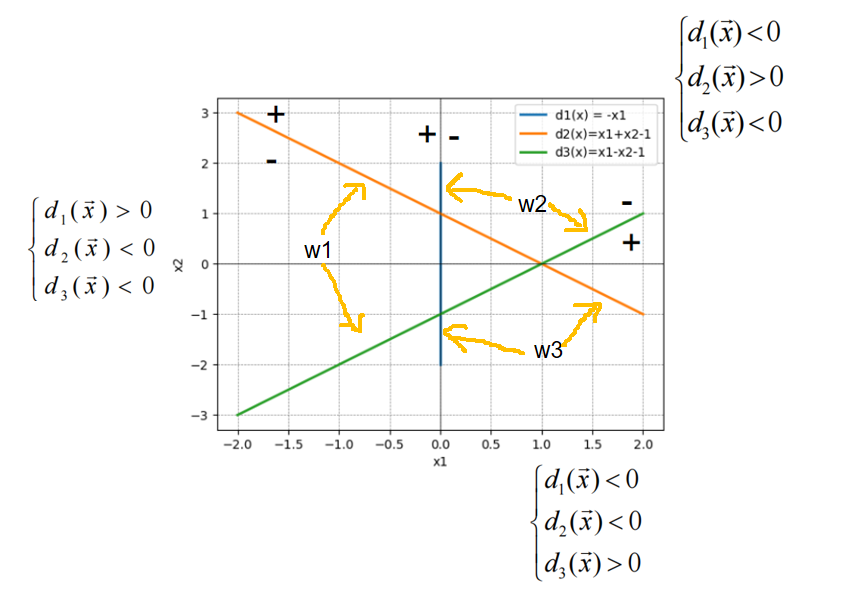 d₁(x⃗)<0
d₂(x⃗)>0
d₃(x⃗)<0
+
-
+ -
d1(x) = -x1
d2(x)=x1+x2-1
d3(x)=x1-x2-1
d₁(x⃗) > 0
d₂(x⃗) < 0
d₃(x⃗) < 0
w1
w2
w3
-
+
x2
3
2
1
0
−1
−2
−3
−2.0 −1.5 −1.0 −0.5 0.0 0.5 1.0 1.5 2.0
x1
d₁(x⃗)<0
d₂(x⃗)<0
d₃(x⃗)>0